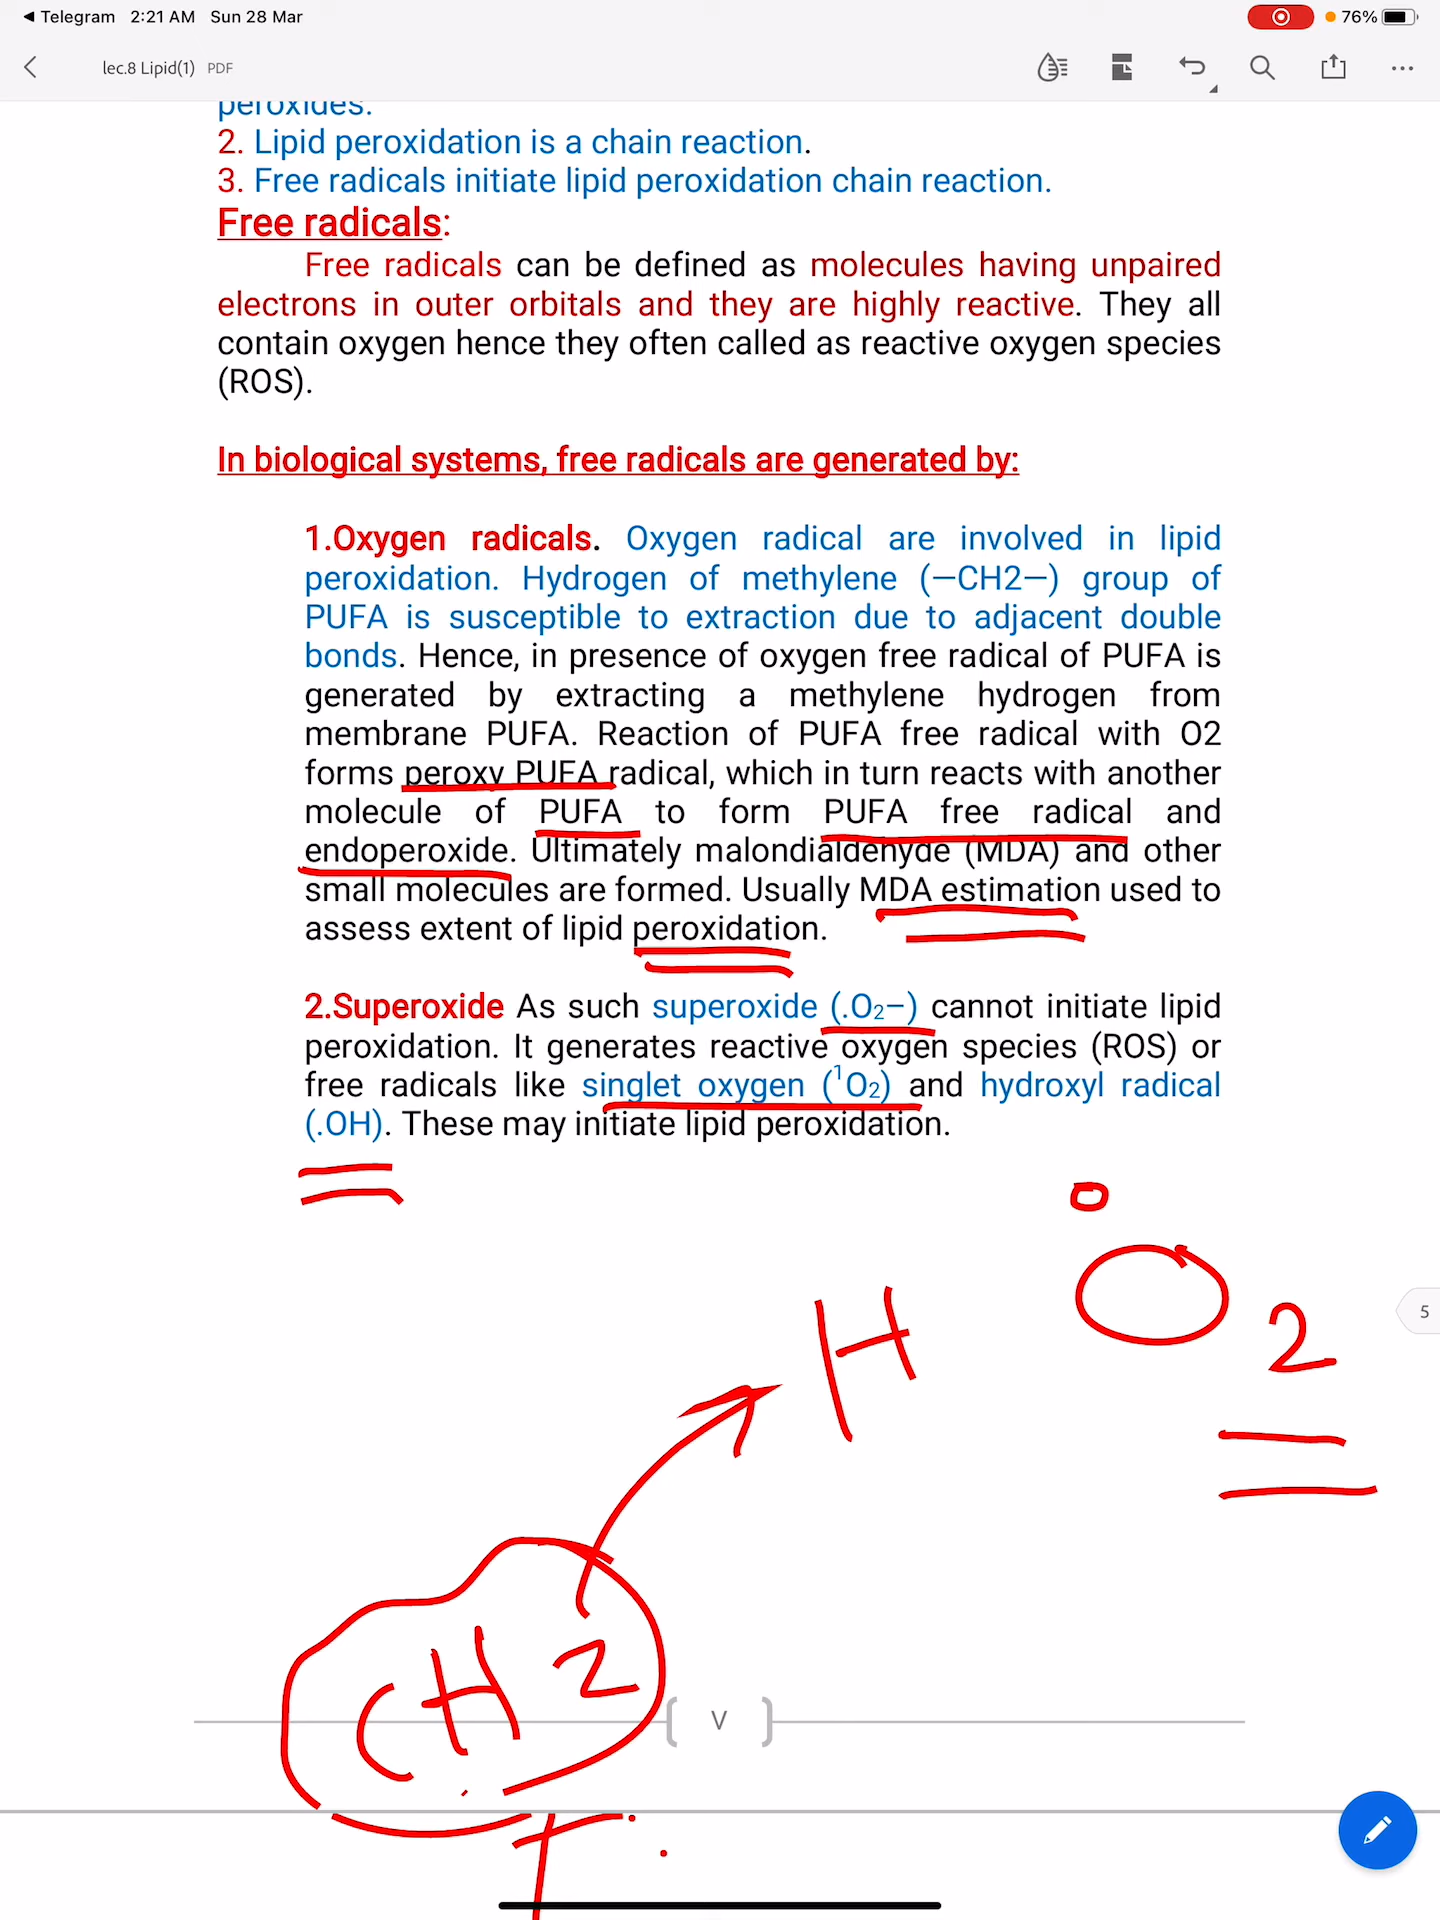 Telegram 2:21 AM Sun 28 Mar 76%
lec.8 Lipid(1) PDF
peroxides.
2. Lipid peroxidation is a chain reaction.
3. Free radicals initiate lipid peroxidation chain reaction.
Free radicals:
Free radicals can be defined as molecules having unpaired
electrons in outer orbitals and they are highly reactive. They all
contain oxygen hence they often called as reactive oxygen species
(ROS).
In biological systems, free radicals are generated by:
1.Oxygen radicals. Oxygen radical are involved in lipid
peroxidation. Hydrogen of methylene (—CH2—) group of
PUFA is susceptible to extraction due to adjacent double
bonds. Hence, in presence of oxygen free radical of PUFA is
generated by extracting a methylene hydrogen from
membrane PUFA. Reaction of PUFA free radical with O2
forms peroxy PUFA radical, which in turn reacts with another
molecule of PUFA to form PUFA free radical and
endoperoxide. Ultimately malondialdehyde (MDA) and other
small molecules are formed. Usually MDA estimation used to
assess extent of lipid peroxidation.
2.Superoxide As such superoxide (.O2−) cannot initiate lipid
peroxidation. It generates reactive oxygen species (ROS) or
free radicals like singlet oxygen (¹O2) and hydroxyl radical
(.OH). These may initiate lipid peroxidation.
H O 2
5
CH2
V